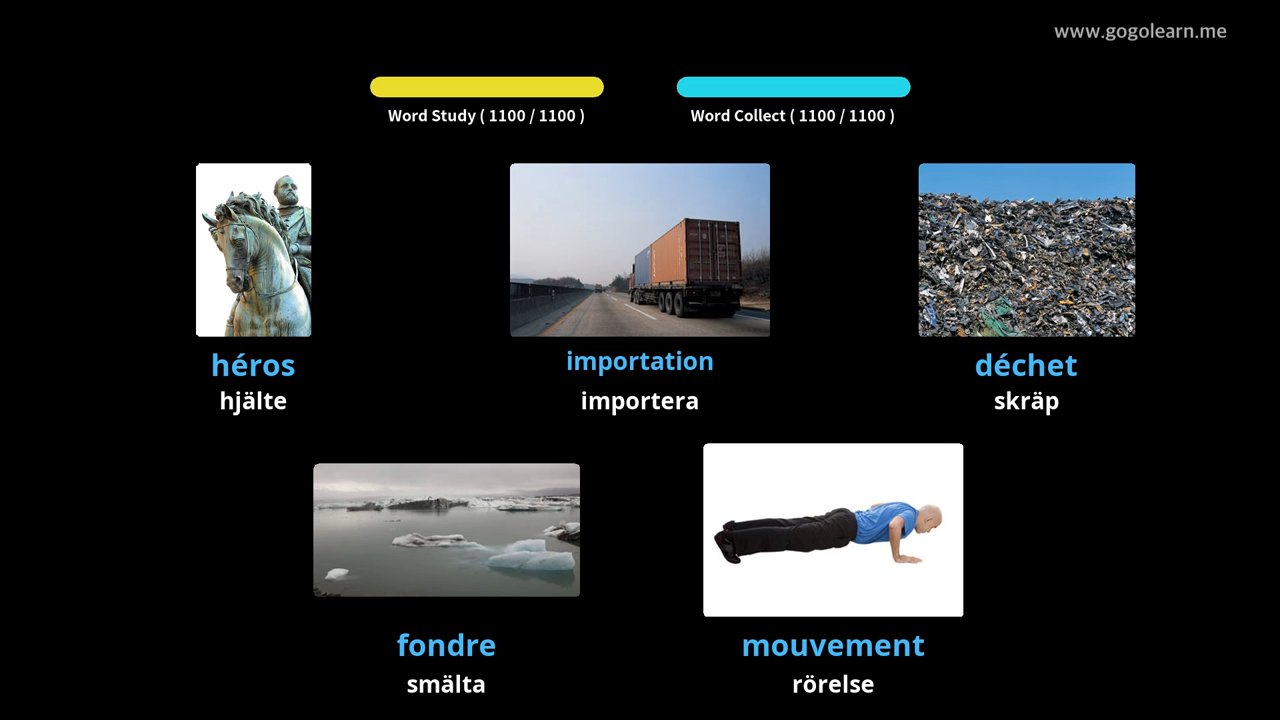 www.gogolearn.me
Word Study ( 1100 / 1100 )
Word Collect ( 1100 / 1100 )
héros
hjälte
importation
importera
déchet
skräp
fondre
smälta
mouvement
rörelse